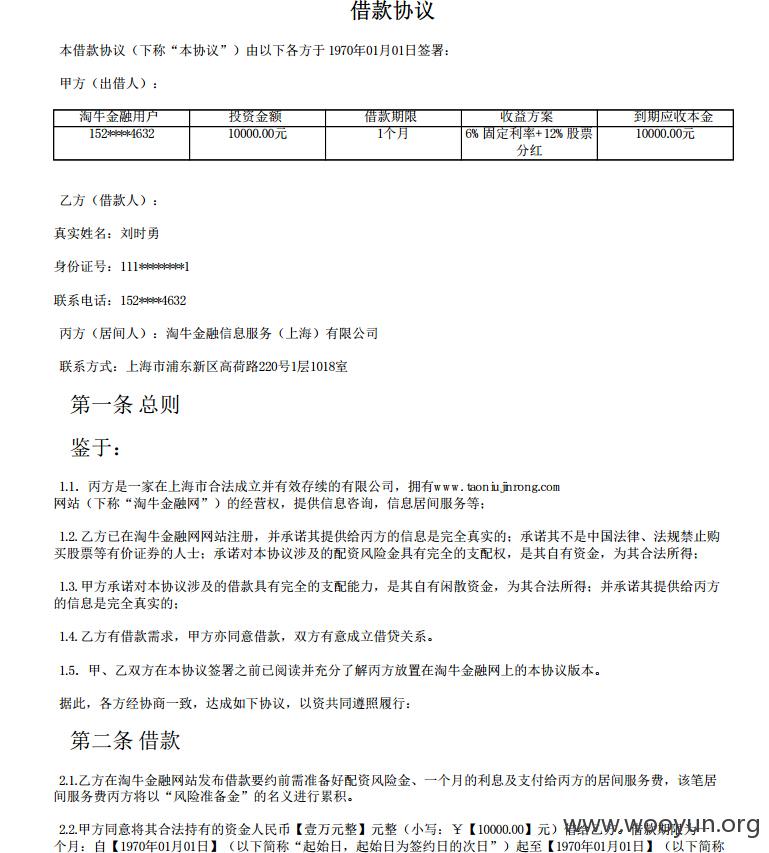 借款协议
本借款协议（下称“本协议”）由以下各方于 1970年01月01日签署：
甲方（出借人）：
淘牛金融用户 投资金额 借款期限 收益方案 到期应收本金
152****4632 10000.00元 1个月 6% 固定利率+12% 股票 10000.00元
分红
乙方（借款人）：
真实姓名：刘时勇
身份证号：111********1
联系电话：152****4632
丙方（居间人）：淘牛金融信息服务（上海）有限公司
联系方式：上海市浦东新区高荷路220号1层1018室
第一条 总则
鉴于：
1.1．丙方是一家在上海市合法成立并有效存续的有限公司，拥有www.taoniujinrong.com
网站（下称“淘牛金融网”）的经营权，提供信息咨询，信息居间服务等；
1.2. 乙方已在淘牛金融网网站注册，并承诺其提供给丙方的信息是完全真实的；承诺其不是中国法律、法规禁止购
买股票等有价证券的人士；承诺对本协议涉及的配资风险金具有完全的支配权，是其自有资金，为其合法所得；
1.3. 甲方承诺对本协议涉及的借款具有完全的支配能力，是其自有闲散资金，为其合法所得；并承诺其提供给丙方
的信息是完全真实的；
1.4. 乙方有借款需求，甲方亦同意借款，双方有意成立借贷关系。
1.5．甲、乙双方在本协议签署之前已阅读并充分了解丙方放置在淘牛金融网上的本协议版本。
据此，各方经协商一致，达成如下协议，以资共同遵照履行：
第二条 借款
2.1.乙方在淘牛金融网站发布借款要约前需准备好配资风险金、一个月的利息及支付给丙方的居间服务费，该笔居
间服务费丙方将以“风险准备金”的名义进行累积。
2.2.甲方同意将其合法持有的资金人民币【壹万元整】元整（小写：￥【10000.00】元）借给乙方。借款期限为一
个月：自【1970年01月01日】（以下简称“起始日，起始日为签约日的次日”）起至【1970年01月01日】（以下简称
www.wooyun.org